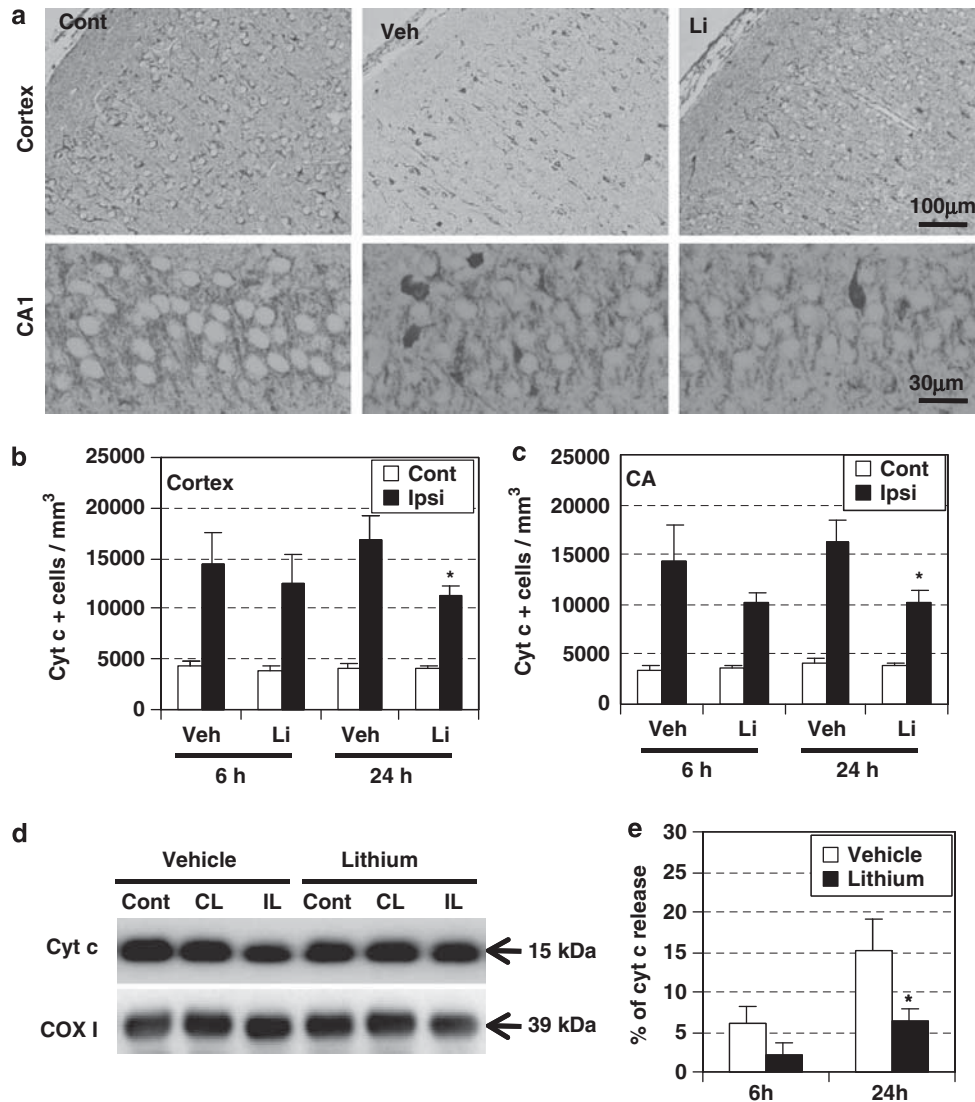 a
Cont
Veh
Li
Cortex
100μm
CA1
30μm
b
25000
20000
15000
10000
5000
0
Cyt c + cells / mm³
Cortex
Cont
Ipsi
Veh Li Veh Li
6 h 24 h
c
25000
20000
15000
10000
5000
0
Cyt c + cells / mm³
CA
Cont
Ipsi
*
*
Veh Li Veh Li
6 h 24 h
d
Vehicle Lithium
Cont CL IL Cont CL IL
Cyt c
15 kDa
COX I
39 kDa
e
30
25
20
15
10
5
0
% of cyt c release
Vehicle
Lithium
*
6h 24h